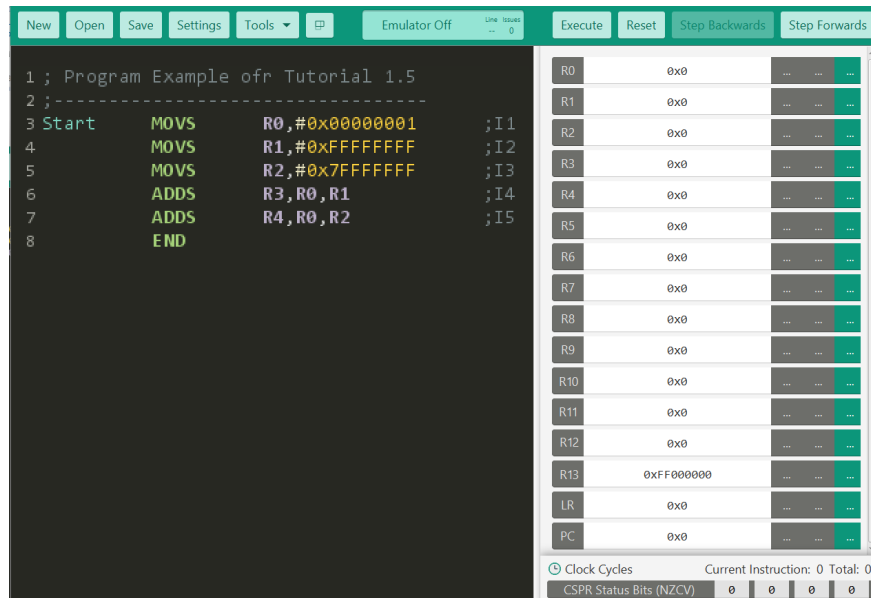 New Open Save Settings Tools Emulator Off Line Issues
-- 0
Execute Reset Step Backwards Step Forwards
1 ; Program Example ofr Tutorial 1.5
2 ;----------------------------------
3 Start MOVS R0,#0x00000001 ;I1
4 MOVS R1,#0xFFFFFFFF ;I2
5 MOVS R2,#0x7FFFFFFF ;I3
6 ADDS R3,R0,R1 ;I4
7 ADDS R4,R0,R2 ;I5
8 END
R0 0x0 ... ... ...
R1 0x0 ... ... ...
R2 0x0 ... ... ...
R3 0x0 ... ... ...
R4 0x0 ... ... ...
R5 0x0 ... ... ...
R6 0x0 ... ... ...
R7 0x0 ... ... ...
R8 0x0 ... ... ...
R9 0x0 ... ... ...
R10 0x0 ... ... ...
R11 0x0 ... ... ...
R12 0x0 ... ... ...
R13 0xFF000000 ... ... ...
LR 0x0 ... ... ...
PC 0x0 ... ... ...
Clock Cycles Current Instruction: 0 Total: 0
CSPR Status Bits (NZCV) 0 0 0 0